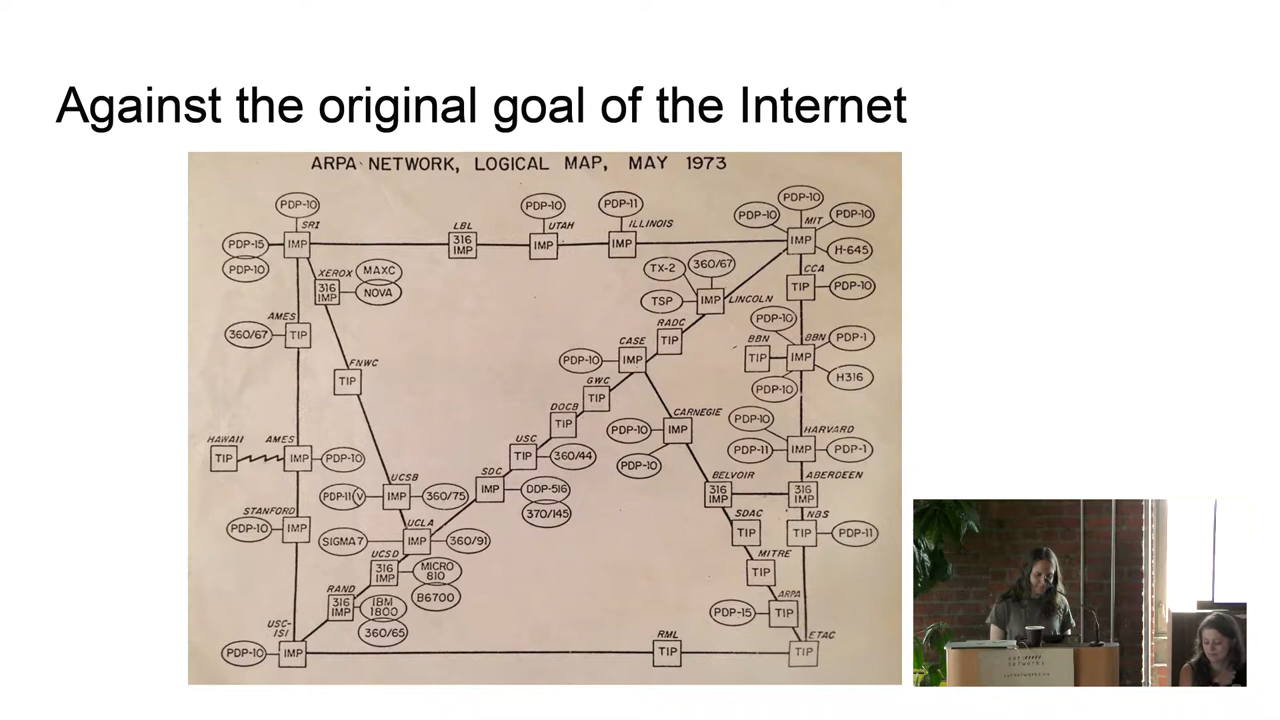 Against the original goal of the Internet
ARPA NETWORK, LOGICAL MAP, MAY 1973
PDP-10
SRI
PDP-15
PDP-10
IMP
LBL
316
IMP
PDP-10
UTAH
IMP
PDP-11
ILLINOIS
IMP
PDP-10
PDP-10
PDP-10
MIT
IMP
H-645
XEROX
316
IMP
MAXC
NOVA
TX-2
360/67
TSP
IMP
LINCOLN
CCA
TIP
PDP-10
AMES
360/67
TIP
RADC
TIP
PDP-10
BBN
TIP
BBN
IMP
PDP-1
PDP-10
H316
FNWC
TIP
CASE
PDP-10
IMP
GWC
TIP
DOCB
TIP
CARNEGIE
PDP-10
IMP
PDP-10
PDP-10
HARVARD
PDP-11
IMP
PDP-1
HAWAII
TIP
AMES
IMP
PDP-10
USC
TIP
360/44
SDC
IMP
DDP-516
370/145
BELVOIR
316
IMP
ABERDEEN
316
IMP
UCSB
PDP-11 V
IMP
360/75
STANFORD
PDP-10
IMP
UCLA
SIGMA 7
IMP
360/91
SDAC
TIP
NBS
TIP
PDP-11
UCSD
316
IMP
MICRO
810
B6700
MITRE
TIP
RAND
316
IMP
IBM
1800
360/65
ARPA
PDP-15
TIP
USC-
ISI
PDP-10
IMP
RML
TIP
ETAC
TIP